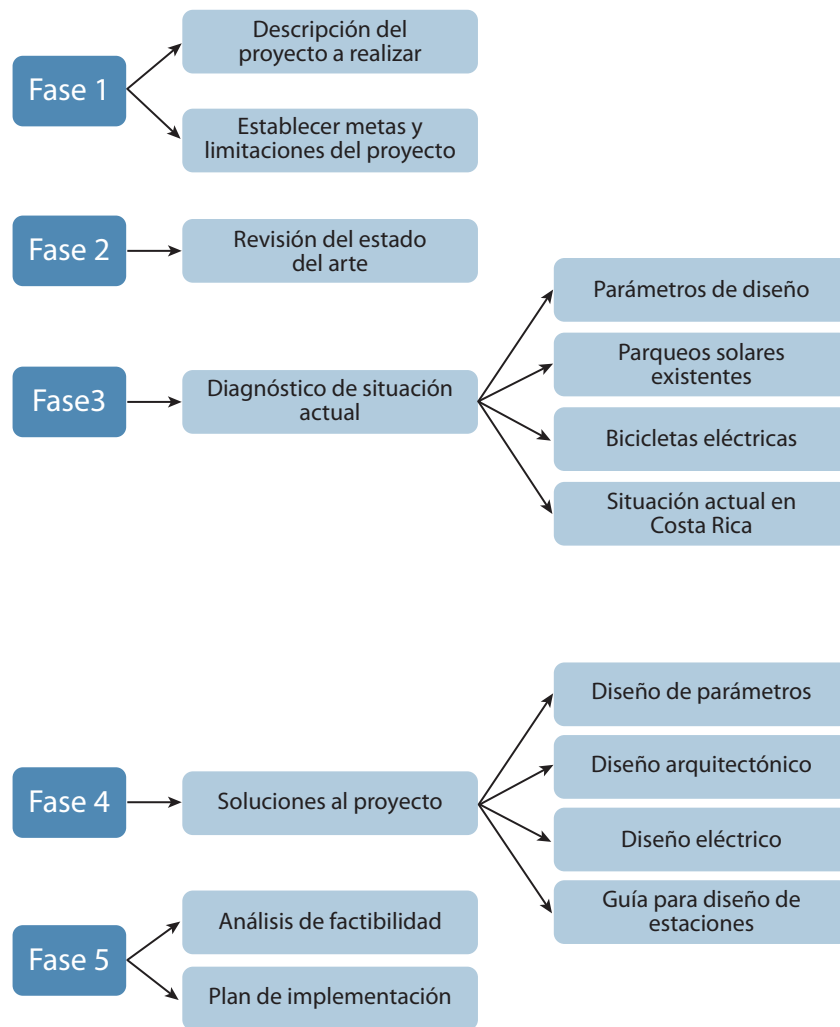 Fase 1
Descripción del
proyecto a realizar
Establecer metas y
limitaciones del proyecto
Fase 2
Revisión del estado
del arte
Fase3
Diagnóstico de situación
actual
Parámetros de diseño
Parqueos solares
existentes
Bicicletas eléctricas
Situación actual en
Costa Rica
Fase 4
Soluciones al proyecto
Diseño de parámetros
Diseño arquitectónico
Diseño eléctrico
Guía para diseño de
estaciones
Fase 5
Análisis de factibilidad
Plan de implementación